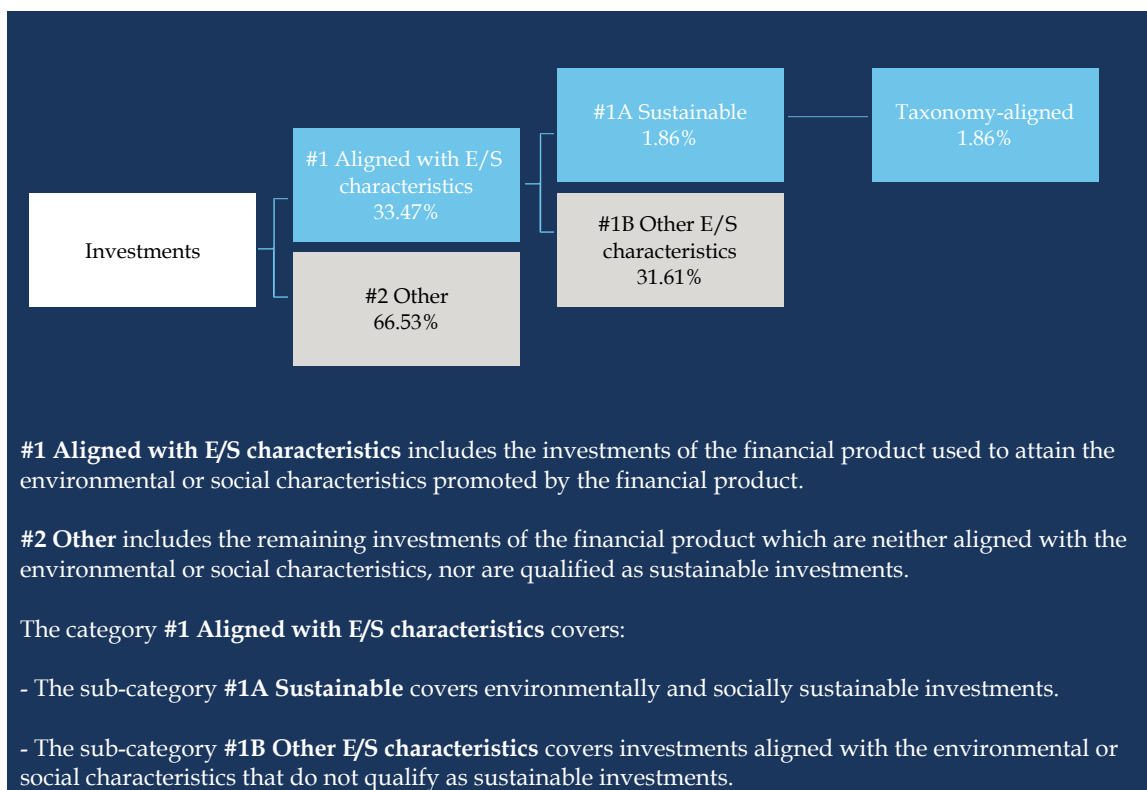 #1A Sustainable
1.86%
Taxonomy-aligned
1.86%
#1 Aligned with E/S
characteristics
33.47%
Investments
#1B Other E/S
characteristics
31.61%
#2 Other
66.53%
#1 Aligned with E/S characteristics includes the investments of the financial product used to attain the
environmental or social characteristics promoted by the financial product.
#2 Other includes the remaining investments of the financial product which are neither aligned with the
environmental or social characteristics, nor are qualified as sustainable investments.
The category #1 Aligned with E/S characteristics covers:
- The sub-category #1A Sustainable covers environmentally and socially sustainable investments.
- The sub-category #1B Other E/S characteristics covers investments aligned with the environmental or
social characteristics that do not qualify as sustainable investments.